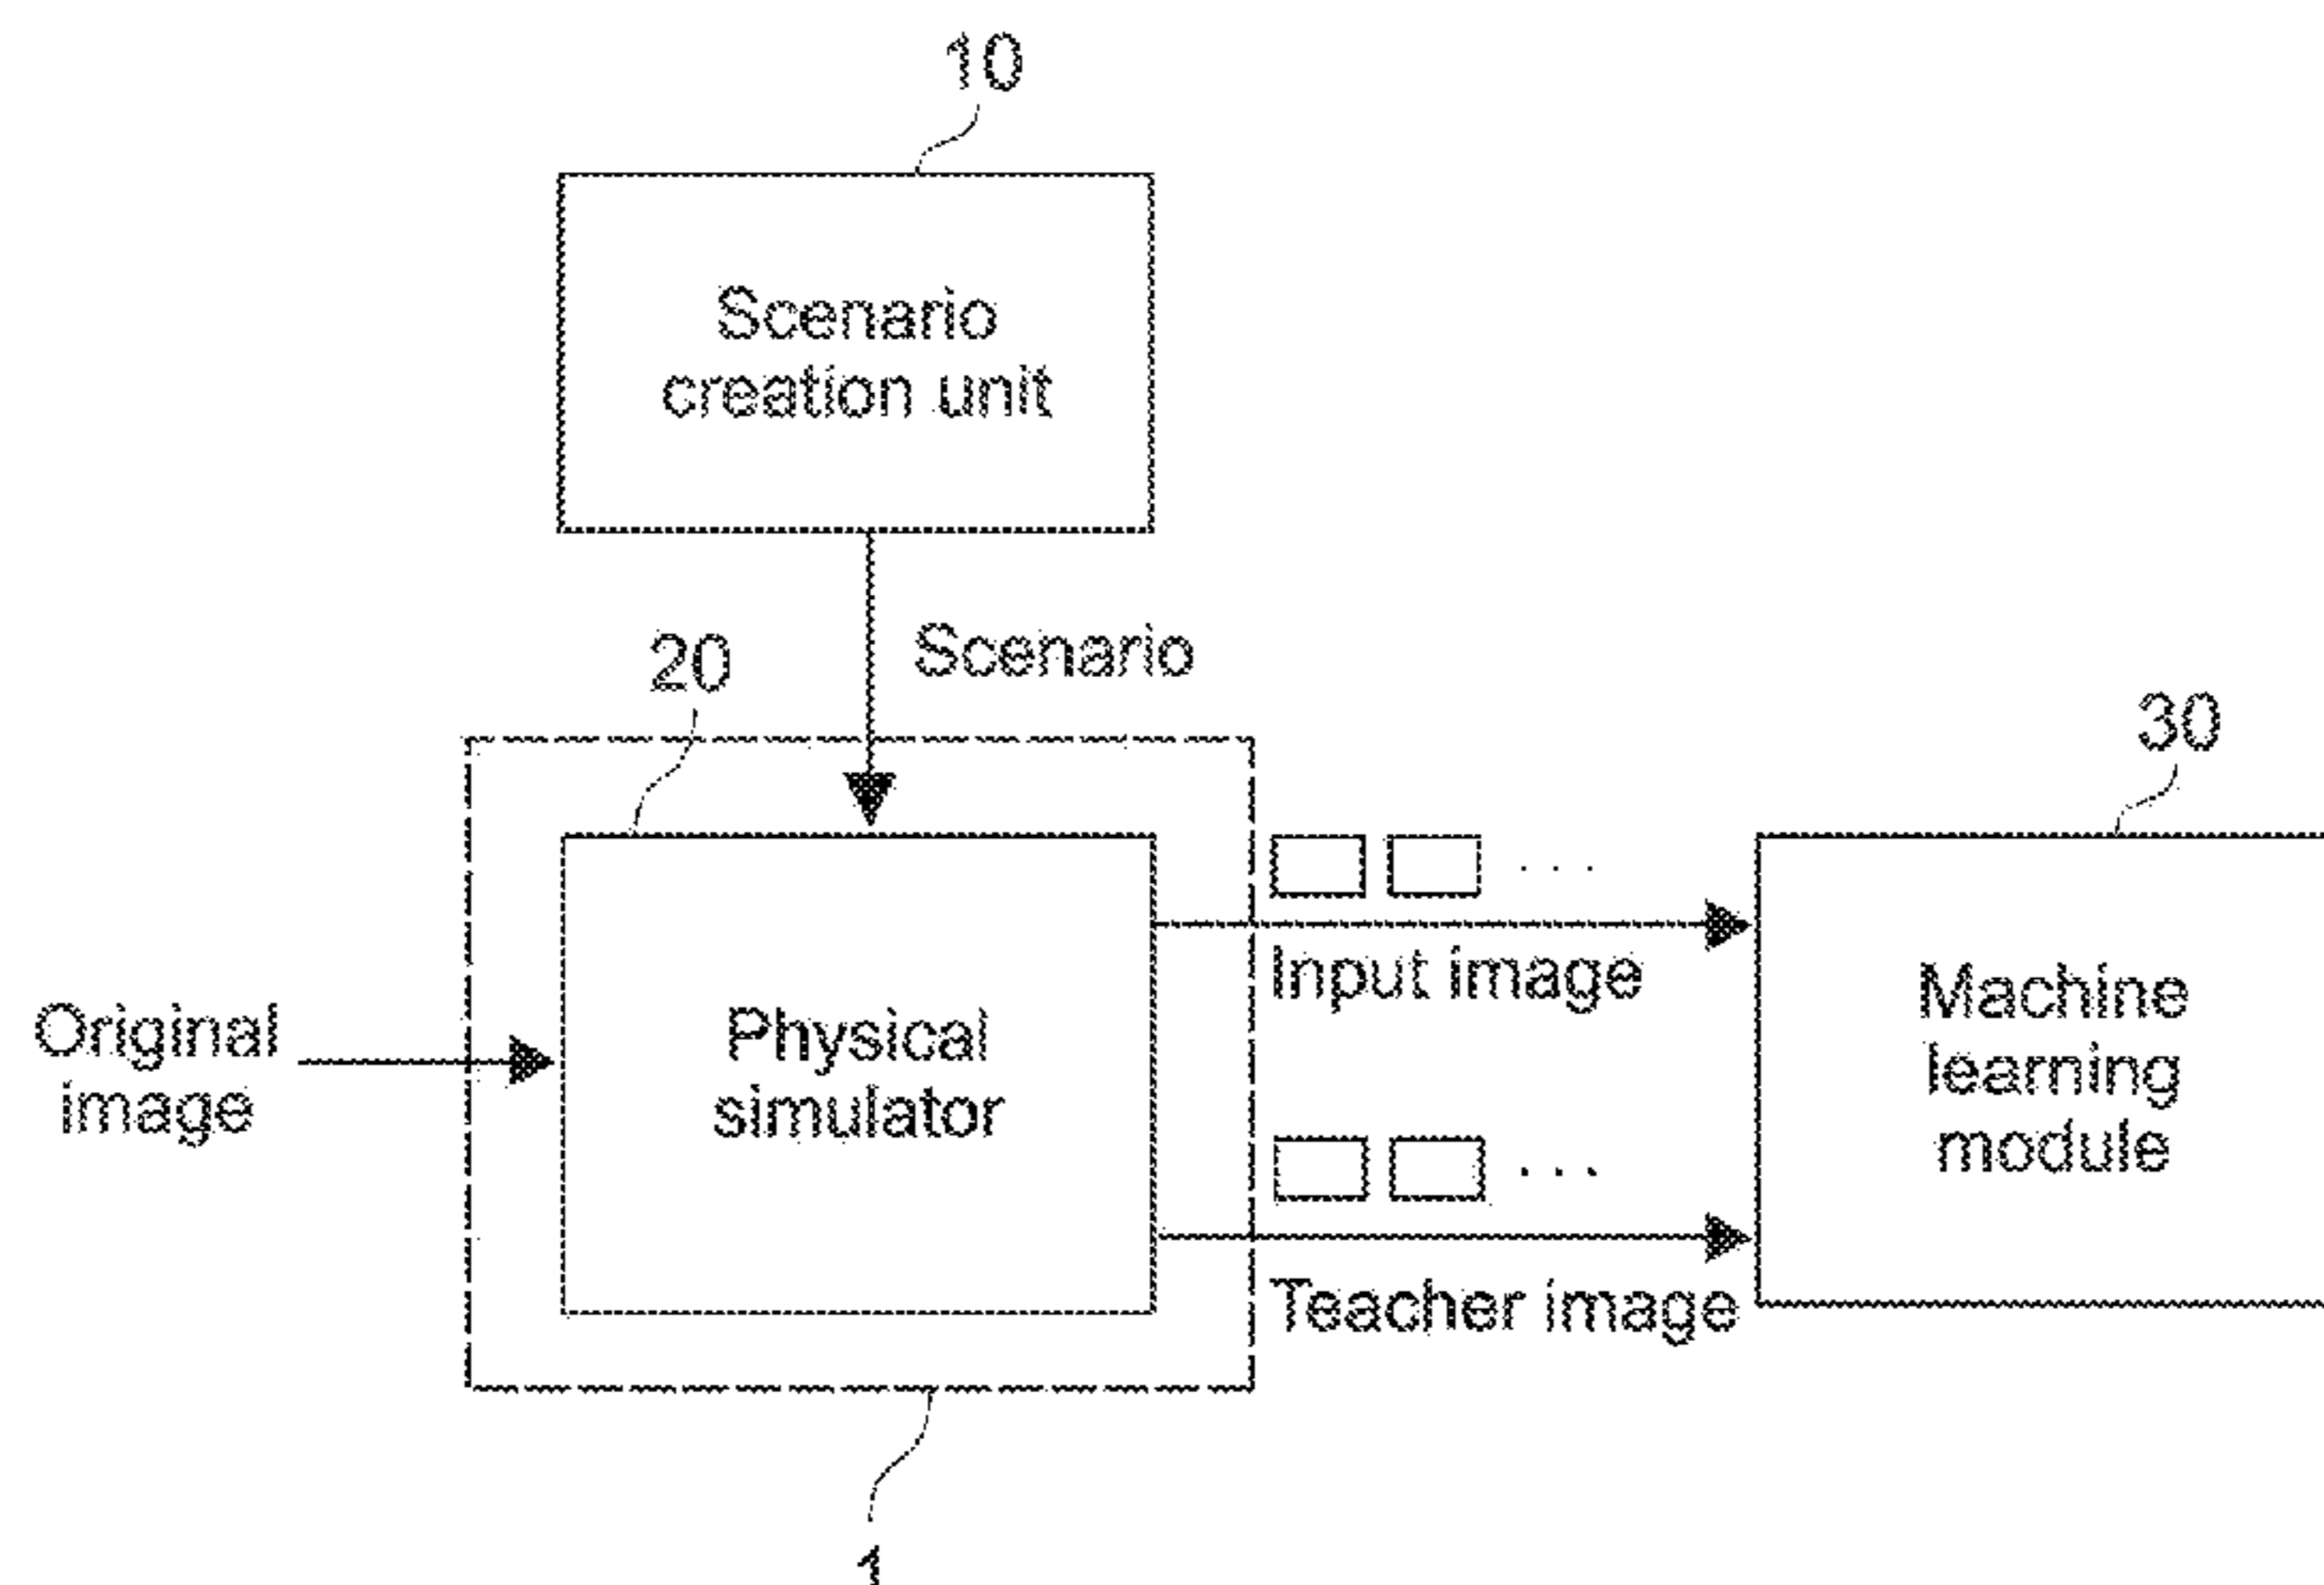 10
Scenario
creation unit
Scenario
20
30
Original
image
Physical
simulator
Input image
Machine
learning
module
Teacher image
1